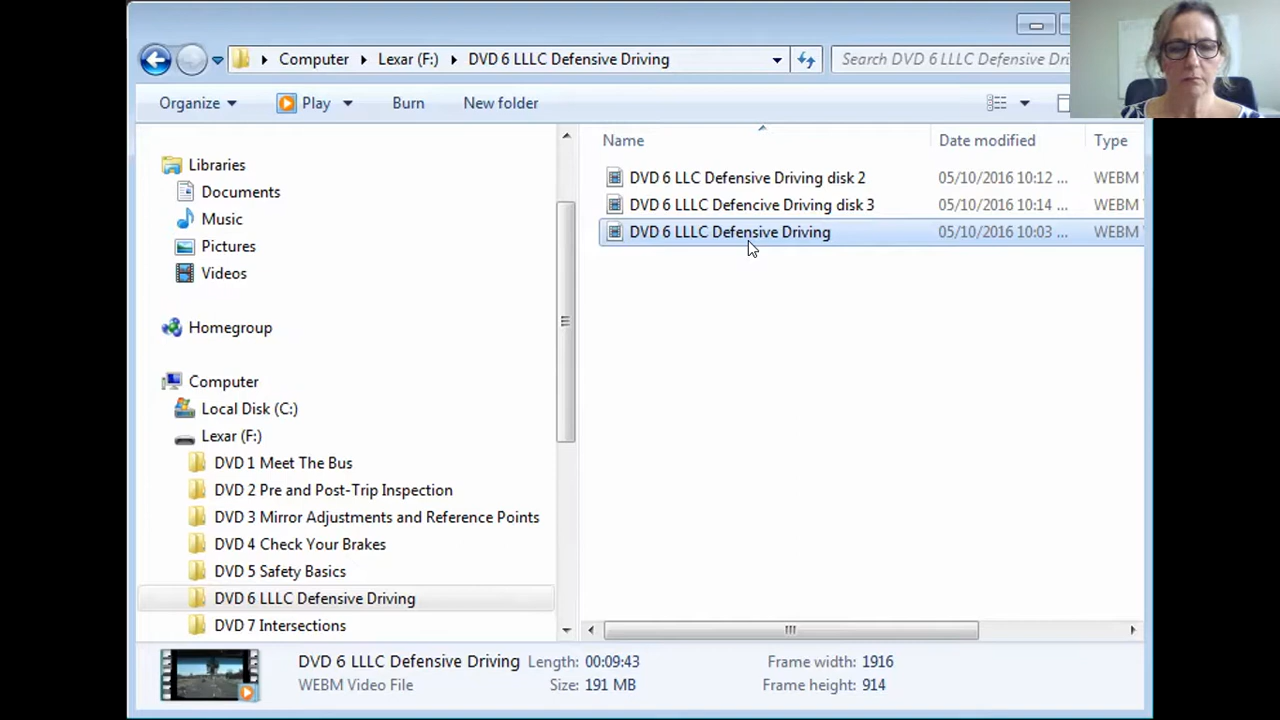 Computer Lexar (F:) DVD 6 LLLC Defensive Driving
Search DVD 6 LLLC Defensive Dri
Organize Play Burn New folder
Name Date modified Type
Libraries
Documents
Music
Pictures
Videos
Homegroup
Computer
Local Disk (C:)
Lexar (F:)
DVD 1 Meet The Bus
DVD 2 Pre and Post-Trip Inspection
DVD 3 Mirror Adjustments and Reference Points
DVD 4 Check Your Brakes
DVD 5 Safety Basics
DVD 6 LLLC Defensive Driving
DVD 7 Intersections
DVD 6 LLC Defensive Driving disk 2 05/10/2016 10:12 ... WEBM
DVD 6 LLLC Defencive Driving disk 3 05/10/2016 10:14 ... WEBM
DVD 6 LLLC Defensive Driving 05/10/2016 10:03 ... WEBM
DVD 6 LLLC Defensive Driving Length: 00:09:43 Frame width: 1916
WEBM Video File Size: 191 MB Frame height: 914